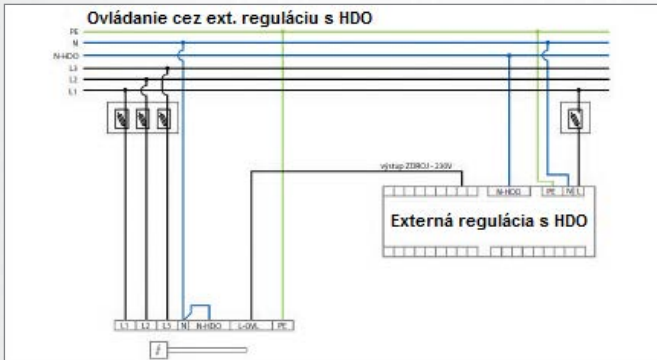 Ovládanie cez ext. reguláciu s HDO
PE
N
N-HDO
L3
L2
L1
výstup ZDROJ - 230V
N-HDO PE N L
Externá regulácia s HDO
L1 L2 L3 N N-HDO L-OVL PE